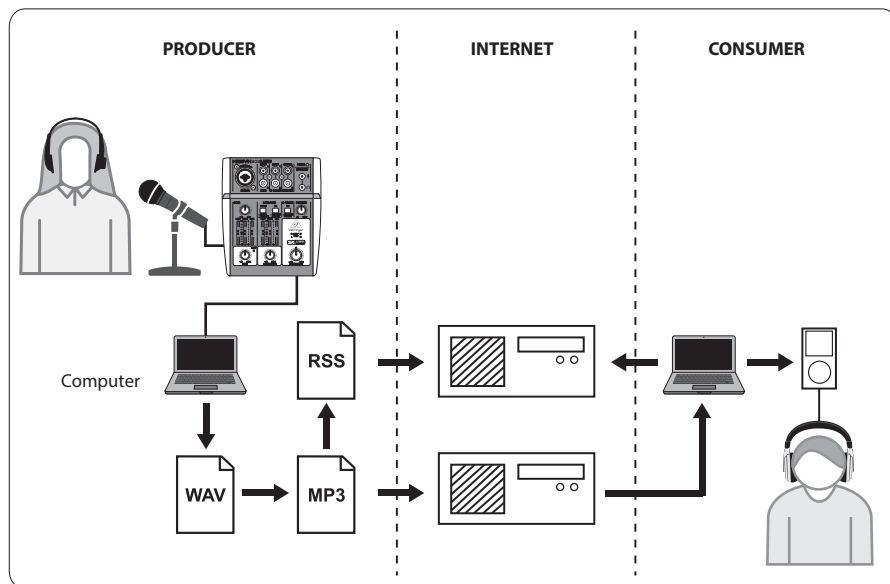 PRODUCER
INTERNET
CONSUMER
Computer
RSS
WAV
MP3